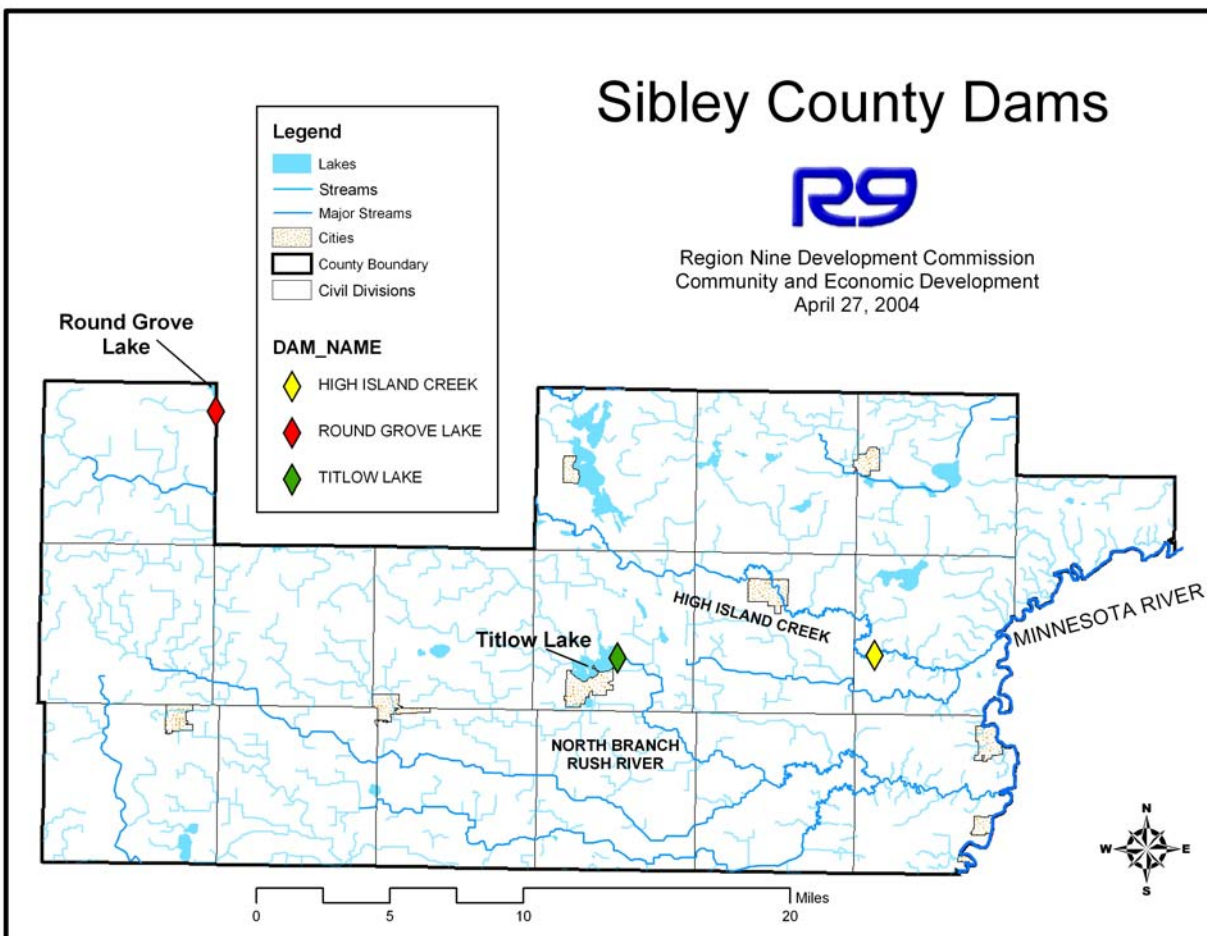 Sibley County Dams
R9
Region Nine Development Commission
Community and Economic Development
April 27, 2004
Legend
Lakes
Streams
Major Streams
Cities
County Boundary
Civil Divisions
DAM_NAME
HIGH ISLAND CREEK
ROUND GROVE LAKE
TITLOW LAKE
Round Grove
Lake
HIGH ISLAND CREEK
MINNESOTA RIVER
Titlow Lake
NORTH BRANCH
RUSH RIVER
N
W E
S
Miles
0 5 10 20